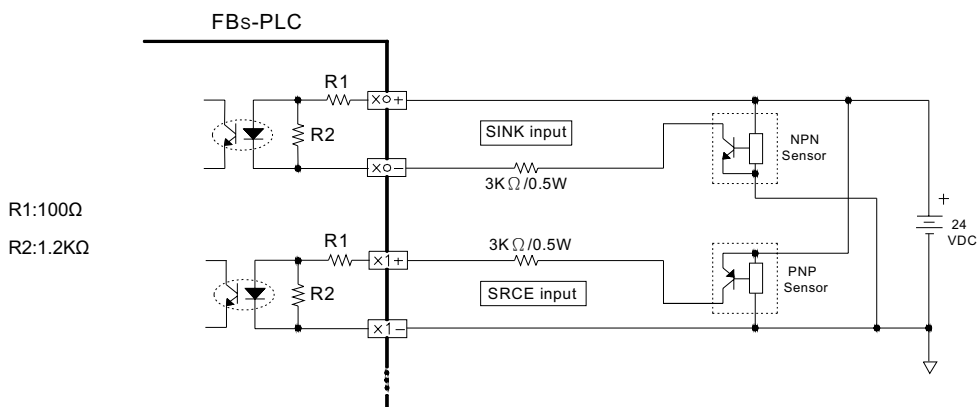 FBs-PLC
R1
X0+
R2
SINK input
NPN
Sensor
X0-
3KΩ/0.5W
R1:100Ω
R2:1.2KΩ
+
24
VDC
R1
X1+
3KΩ/0.5W
R2
SRCE input
PNP
Sensor
X1-